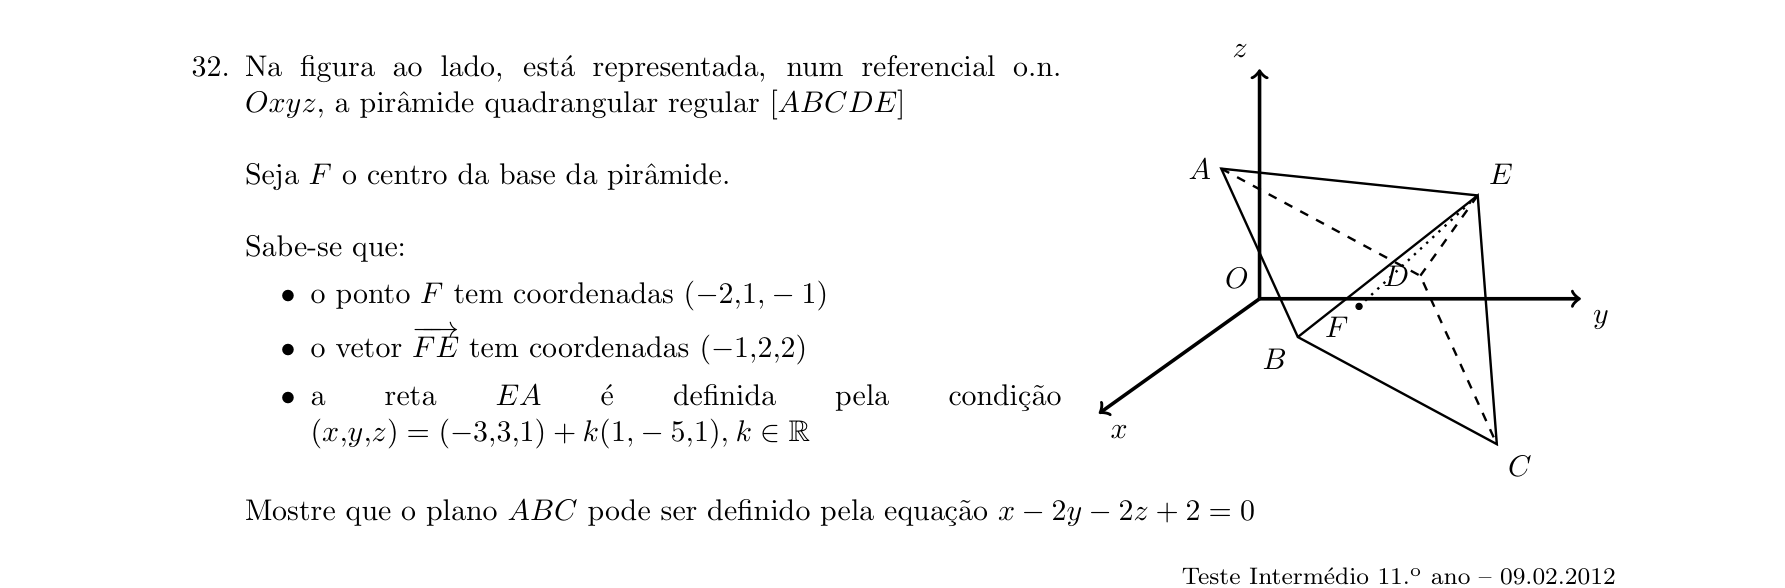 32. Na figura ao lado, está representada, num referencial o.n.
Oxyz, a pirâmide quadrangular regular [ABCDE]
Seja F o centro da base da pirâmide.
Sabe-se que:
• o ponto F tem coordenadas (−2,1, − 1)
• o vetor \overrightarrow{FE} tem coordenadas (−1,2,2)
• a reta EA é definida pela condição
(x,y,z) = (−3,3,1) + k(1, − 5,1), k ∈ ℝ
Mostre que o plano ABC pode ser definido pela equação x − 2y − 2z + 2 = 0
z
A
E
O
D
y
F
B
x
C
Teste Intermédio 11.º ano – 09.02.2012